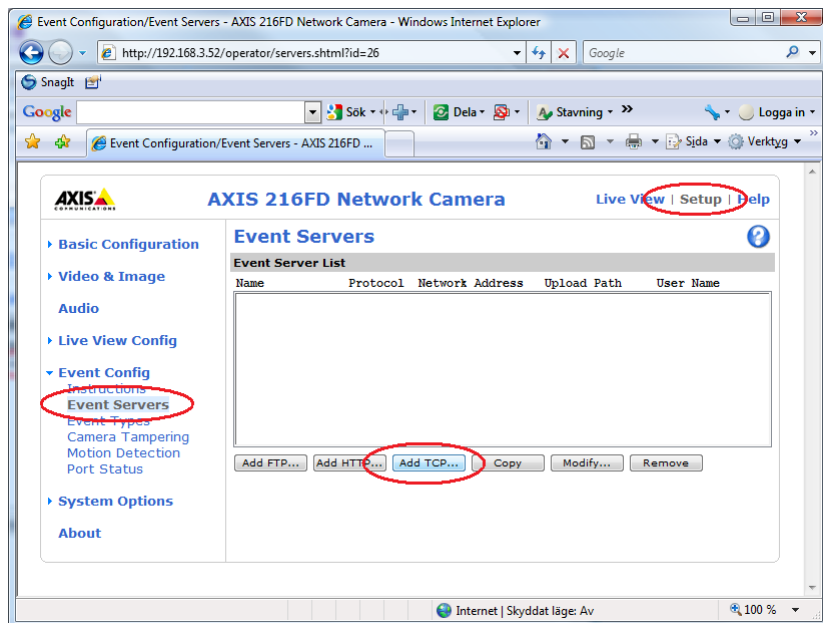 Event Configuration/Event Servers - AXIS 216FD Network Camera - Windows Internet Explorer
http://192.168.3.52/operator/servers.shtml?id=26
Google
SnagIt
Google Sök Dela Stavning Logga in
Event Configuration/Event Servers - AXIS 216FD ... Sida Verktyg
AXIS COMMUNICATIONS
AXIS 216FD Network Camera
Live View | Setup | Help
Basic Configuration
Video & Image
Audio
Live View Config
Event Config
Instructions
Event Servers
Event Types
Camera Tampering
Motion Detection
Port Status
System Options
About
Event Servers
Event Server List
Name Protocol Network Address Upload Path User Name
Add FTP... Add HTTP... Add TCP... Copy Modify... Remove
Internet | Skyddat läge: Av 100 %